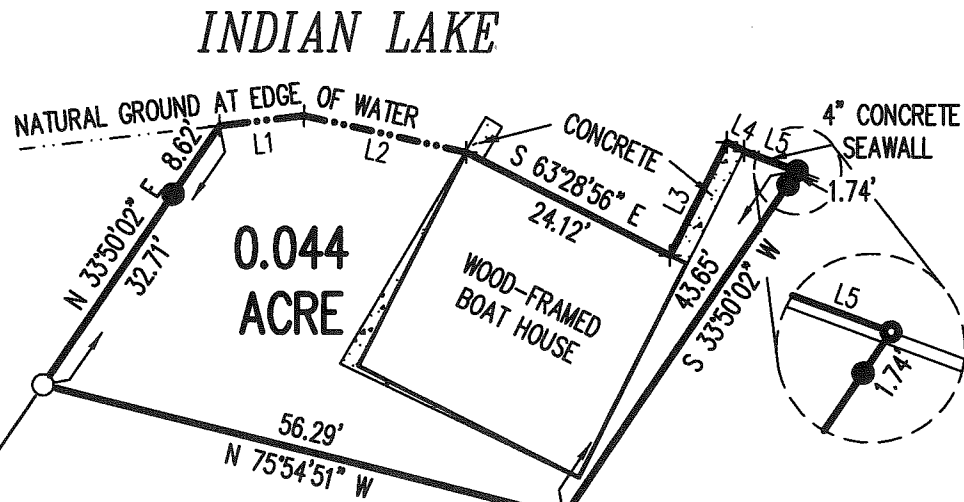 INDIAN LAKE
NATURAL GROUND AT EDGE OF WATER
L1
L2
CONCRETE
L4
L5
4" CONCRETE
SEAWALL
1.74'
N 33°50'02" E 8.62'
32.71'
0.044
ACRE
S 63°28'56" E
24.12'
L3
WOOD-FRAMED
BOAT HOUSE
43.65'
S 33°50'02" W
L5
1.74'
56.29'
N 75°54'51" W